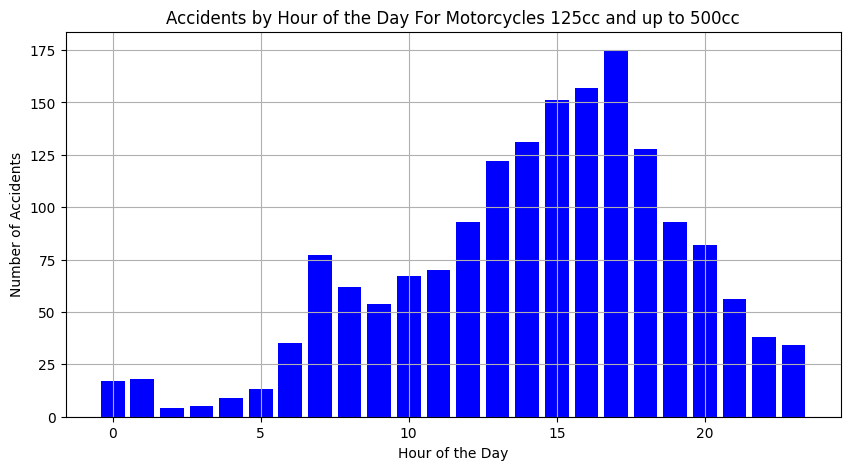 Accidents by Hour of the Day For Motorcycles 125cc and up to 500cc
Number of Accidents
175
150
125
100
75
50
25
0
0 5 10 15 20
Hour of the Day